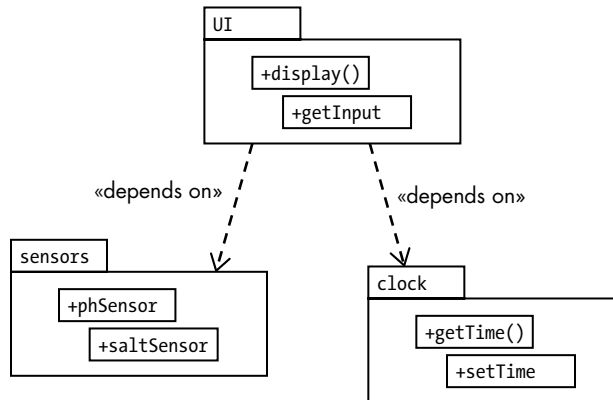 UI
+display()
+getInput
«depends on»
«depends on»
sensors
+phSensor
+saltSensor
clock
+getTime()
+setTime